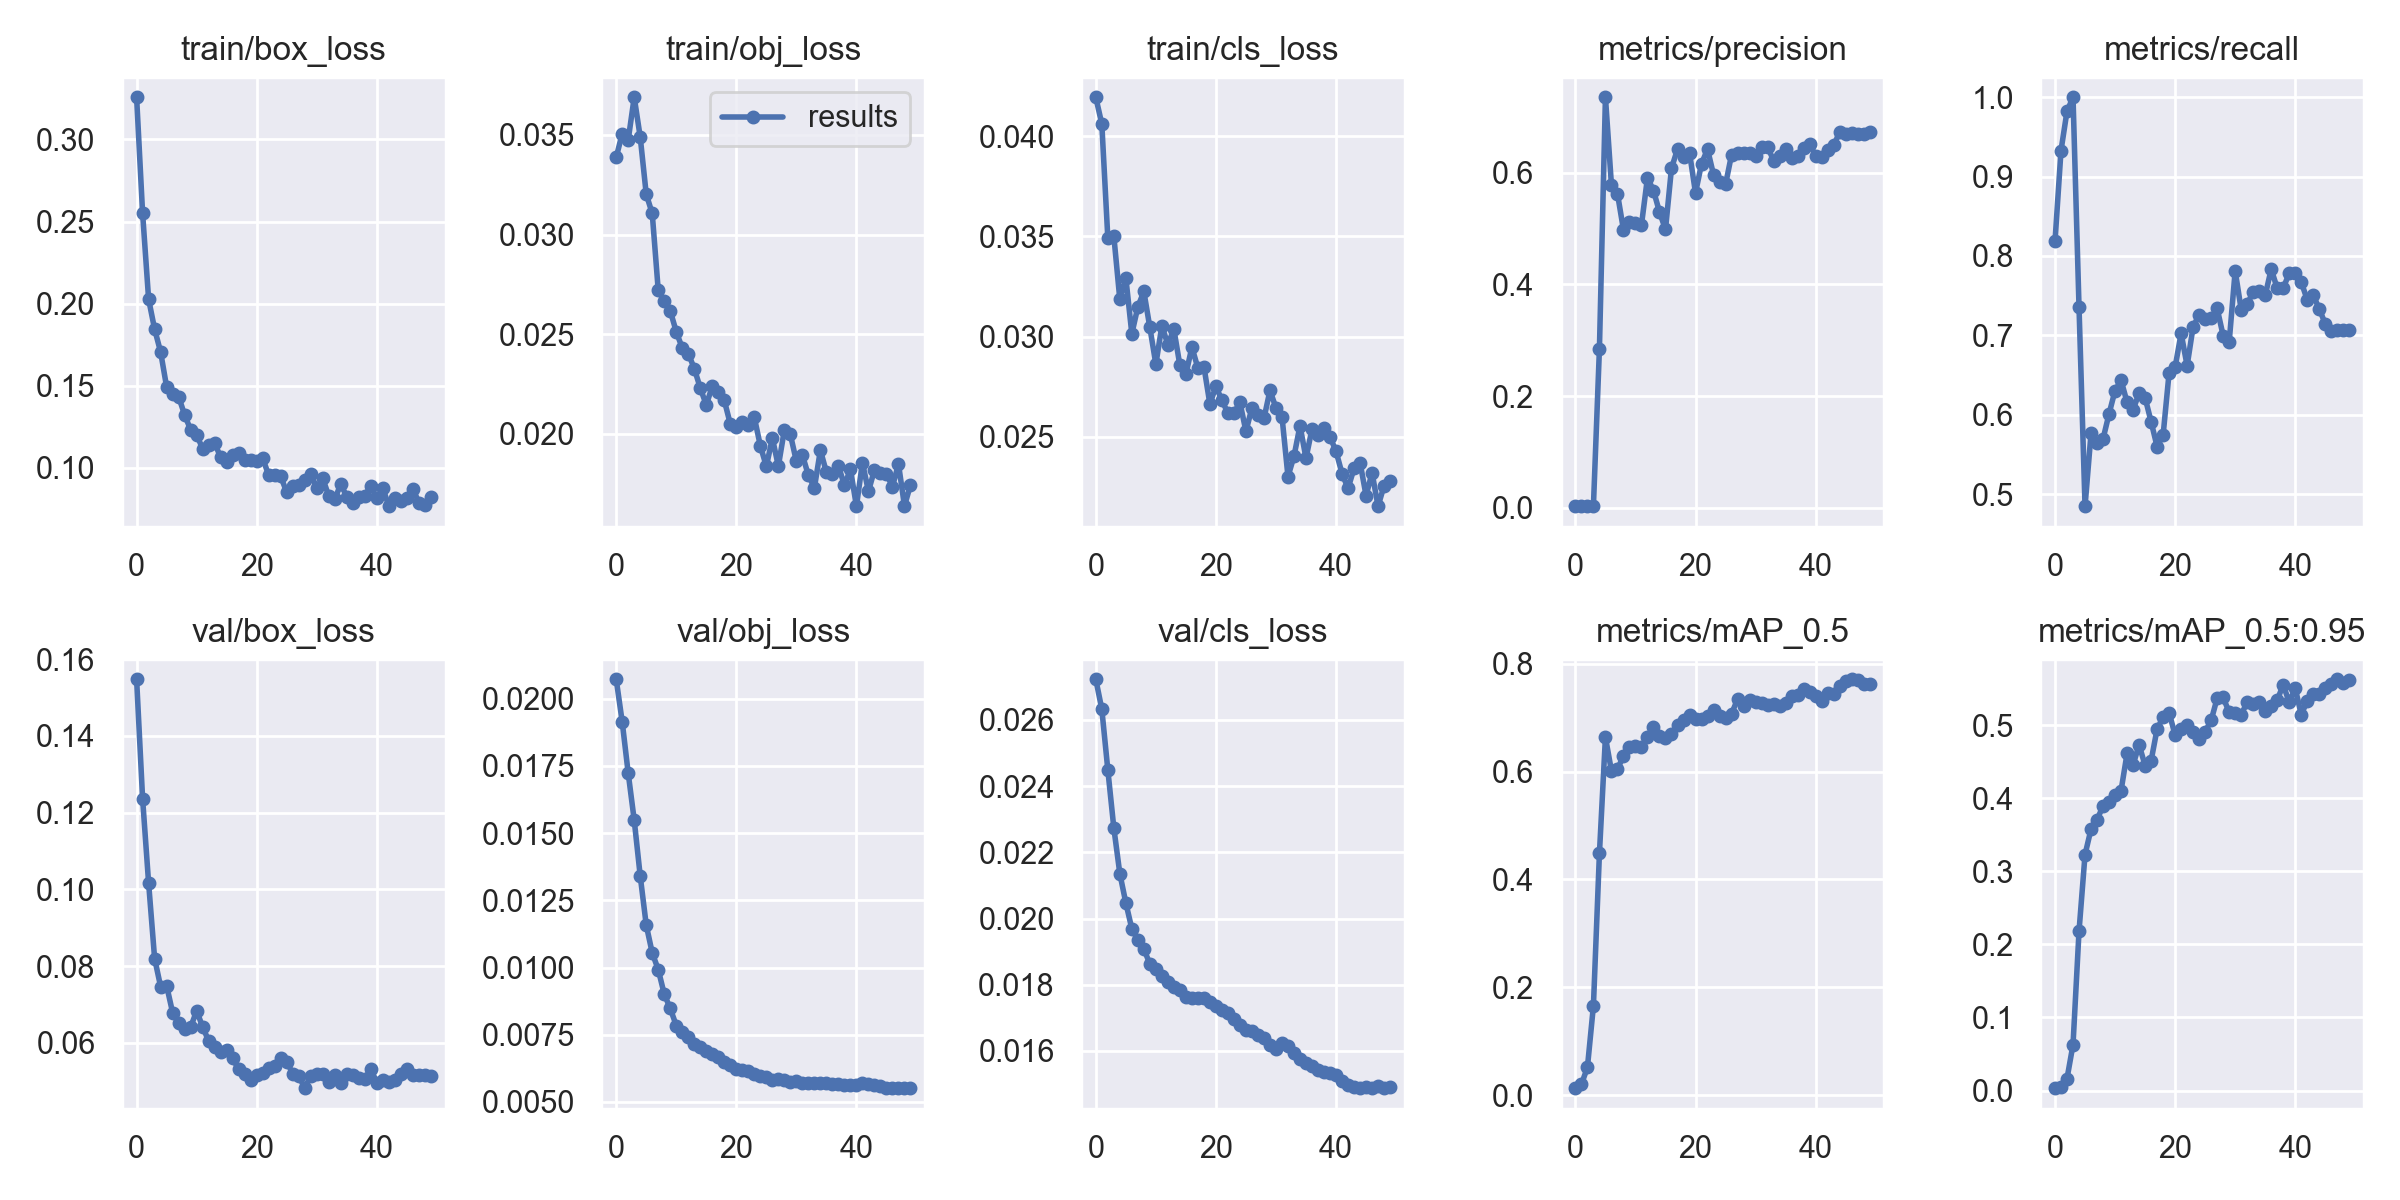 train/box_loss
0.30
0.25
0.20
0.15
0.10
0 20 40
train/obj_loss
results
0.035
0.030
0.025
0.020
0 20 40
train/cls_loss
0.040
0.035
0.030
0.025
0 20 40
metrics/precision
0.6
0.4
0.2
0.0
0 20 40
metrics/recall
1.0
0.9
0.8
0.7
0.6
0.5
0 20 40
val/box_loss
0.16
0.14
0.12
0.10
0.08
0.06
0 20 40
val/obj_loss
0.0200
0.0175
0.0150
0.0125
0.0100
0.0075
0.0050
0 20 40
val/cls_loss
0.026
0.024
0.022
0.020
0.018
0.016
0 20 40
metrics/mAP_0.5
0.8
0.6
0.4
0.2
0.0
0 20 40
metrics/mAP_0.5:0.95
0.5
0.4
0.3
0.2
0.1
0.0
0 20 40